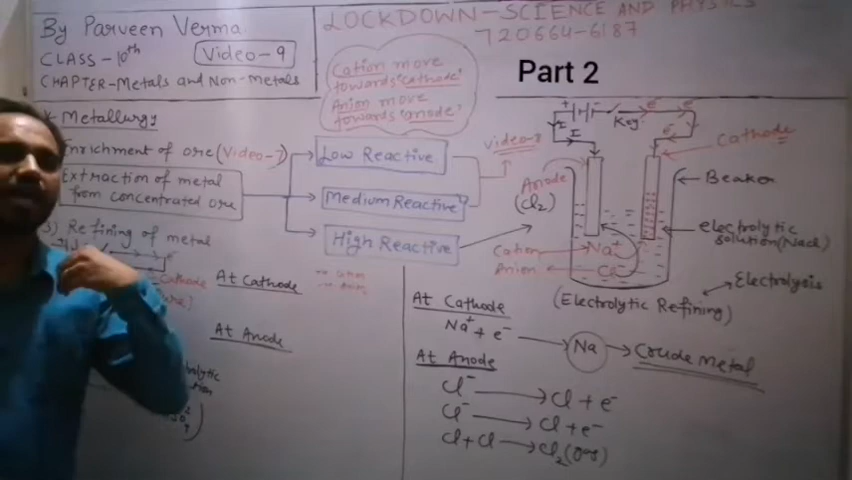 By Parveen Verma
CLASS-10th
Video-9
CHAPTER-Metals and Non-metals
LOCKDOWN-SCIENCE AND PHYSICS
720664-6187
Cation move
towards 'cathode'
Anion move
towards 'anode'
Part 2
* Metallurgy
Enrichment of ore (Video-7)
Extraction of metal
from concentrated ore
3) Refining of metal
Low Reactive
Medium Reactive
High Reactive
Video-8
+ -
Key
e- e-
e- e-
I
I
Cathode
Anode
(Cl2)
Beaker
electrolytic
solution (NaCl)
Cation
Na+
Anion
Cl-
Electrolysis
(Electrolytic Refining)
e-
Cathode
At Cathode
At Anode
At Cathode
Na+ + e- → Na → Crude Metal
At Anode
Cl- → Cl + e-
Cl- → Cl + e-
Cl + Cl → Cl2 (gas)